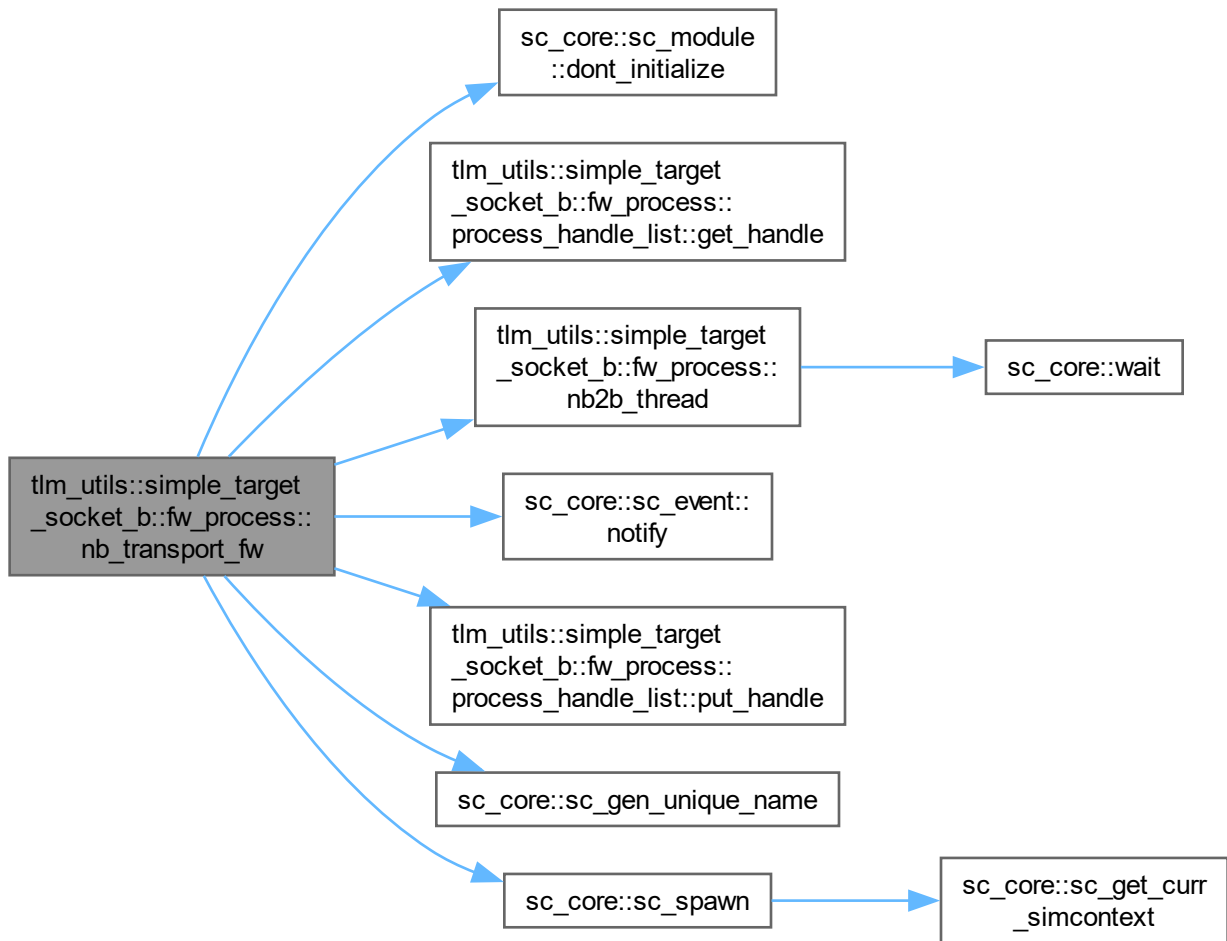 sc_core::sc_module
::dont_initialize
tlm_utils::simple_target
_socket_b::fw_process::
process_handle_list::get_handle
tlm_utils::simple_target
_socket_b::fw_process::
nb2b_thread
sc_core::wait
tlm_utils::simple_target
_socket_b::fw_process::
nb_transport_fw
sc_core::sc_event::
notify
tlm_utils::simple_target
_socket_b::fw_process::
process_handle_list::put_handle
sc_core::sc_gen_unique_name
sc_core::sc_spawn
sc_core::sc_get_curr
_simcontext